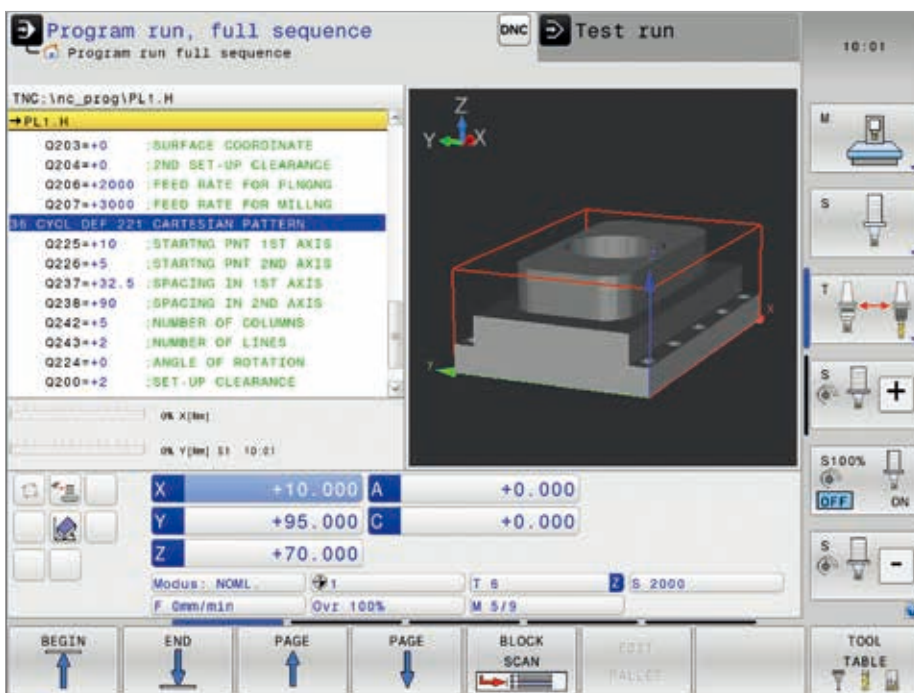 Program run, full sequence
Program run full sequence
DNC
Test run
10:01
TNC:\nc_prog\PL1.H
→PL1.H
Q203=+0 ;SURFACE COORDINATE
Q204=+0 ;2ND SET-UP CLEARANCE
Q206=+2000 ;FEED RATE FOR PLNGNG
Q207=+3000 ;FEED RATE FOR MILLNG
36 CYCL DEF 221 CARTESIAN PATTERN
Q225=+10 ;STARTNG PNT 1ST AXIS
Q226=+5 ;STARTNG PNT 2ND AXIS
Q237=+32.5 ;SPACING IN 1ST AXIS
Q238=+90 ;SPACING IN 2ND AXIS
Q242=+5 ;NUMBER OF COLUMNS
Q243=+2 ;NUMBER OF LINES
Q224=+0 ;ANGLE OF ROTATION
Q200=+2 ;SET-UP CLEARANCE
Z
Y X
X
Y
0% X[Nm]
0% Y[Nm] S1 10:01
X +10.000 A +0.000
Y +95.000 C +0.000
Z +70.000
Modus: NOML. 1 T 6 Z S 2000
F 0mm/min Ovr 100% M 5/9
M
S
T
S +
S100%
OFF ON
S -
BEGIN
END
PAGE
PAGE
BLOCK
SCAN
EDIT
PALLET
TOOL
TABLE